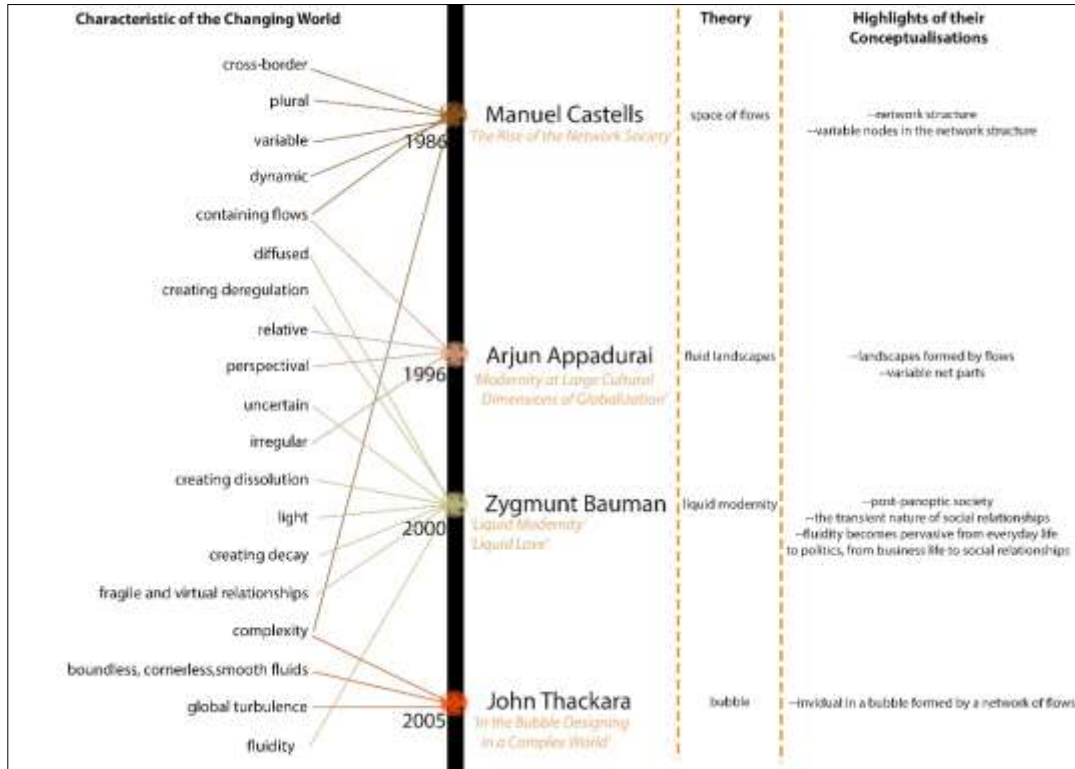 Characteristic of the Changing World
Theory
Highlights of their
Conceptualisations
cross-border
plural
variable
dynamic
containing flows
diffused
creating deregulation
relative
perspectival
uncertain
irregular
creating dissolution
light
creating decay
fragile and virtual relationships
complexity
boundless, cornerless,smooth fluids
global turbulence
fluidity
1986
Manuel Castells
'The Rise of the Network Society'
space of flows
--network structure
--variable nodes in the network structure
1996
Arjun Appadurai
'Modernity at Large Cultural
Dimensions of Globalization'
fluid landscapes
--landscapes formed by flows
--variable net parts
2000
Zygmunt Bauman
'Liquid Modernity'
'Liquid Love'
liquid modernity
--post-panoptic society
--the transient nature of social relationships
--fluidity becomes pervasive from everyday life
to politics, from business life to social relationships
2005
John Thackara
'In the Bubble Designing
in a Complex World'
bubble
--invidual in a bubble formed by a network of flows